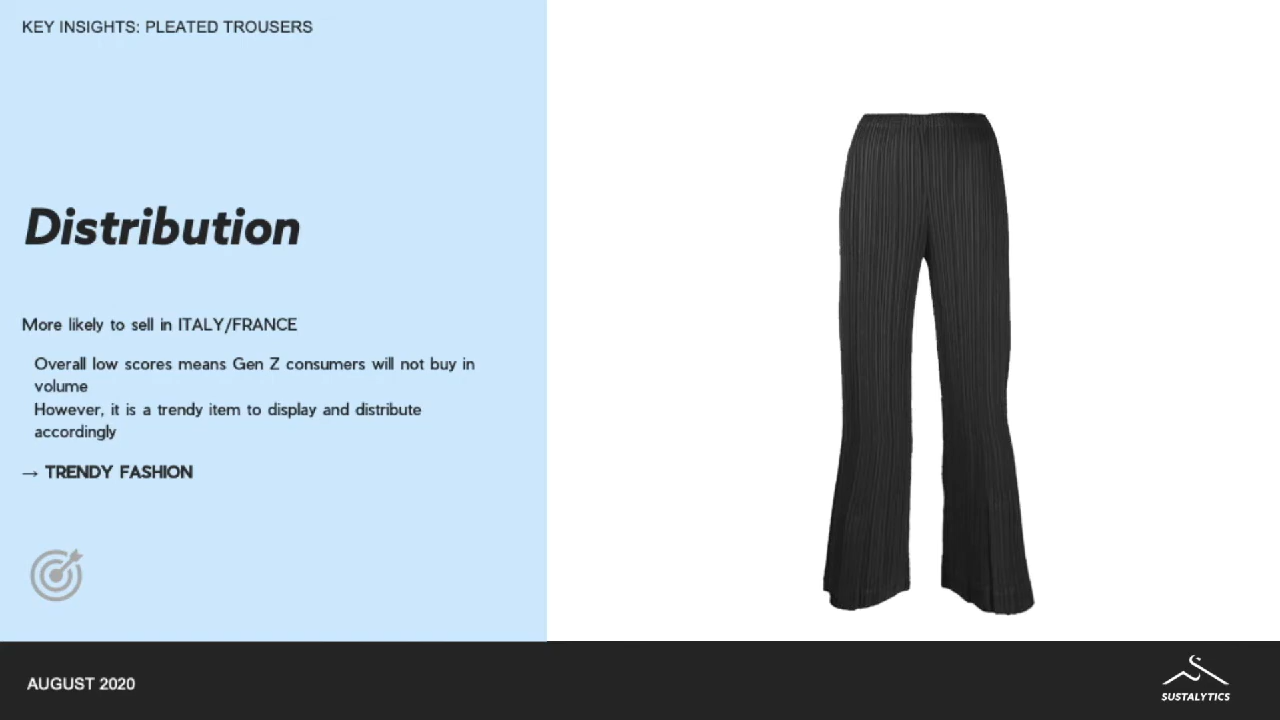 KEY INSIGHTS: PLEATED TROUSERS
Distribution
More likely to sell in ITALY/FRANCE
Overall low scores means Gen Z consumers will not buy in
volume
However, it is a trendy item to display and distribute
accordingly
→ TRENDY FASHION
AUGUST 2020
SUSTALYTICS